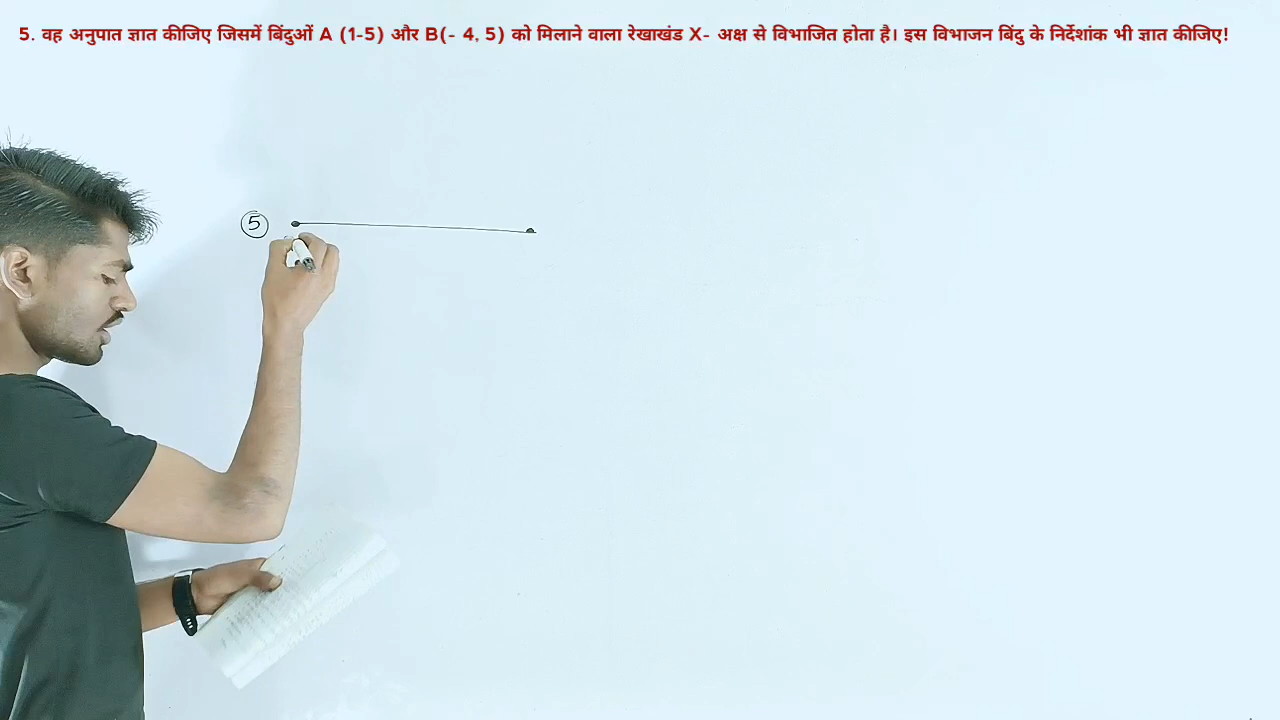 5. वह अनुपात ज्ञात कीजिए जिसमें बिंदुओं A (1-5) और B(- 4, 5) को मिलाने वाला रेखाखंड X- अक्ष से विभाजित होता है। इस विभाजन बिंदु के निर्देशांक भी ज्ञात कीजिए!
5